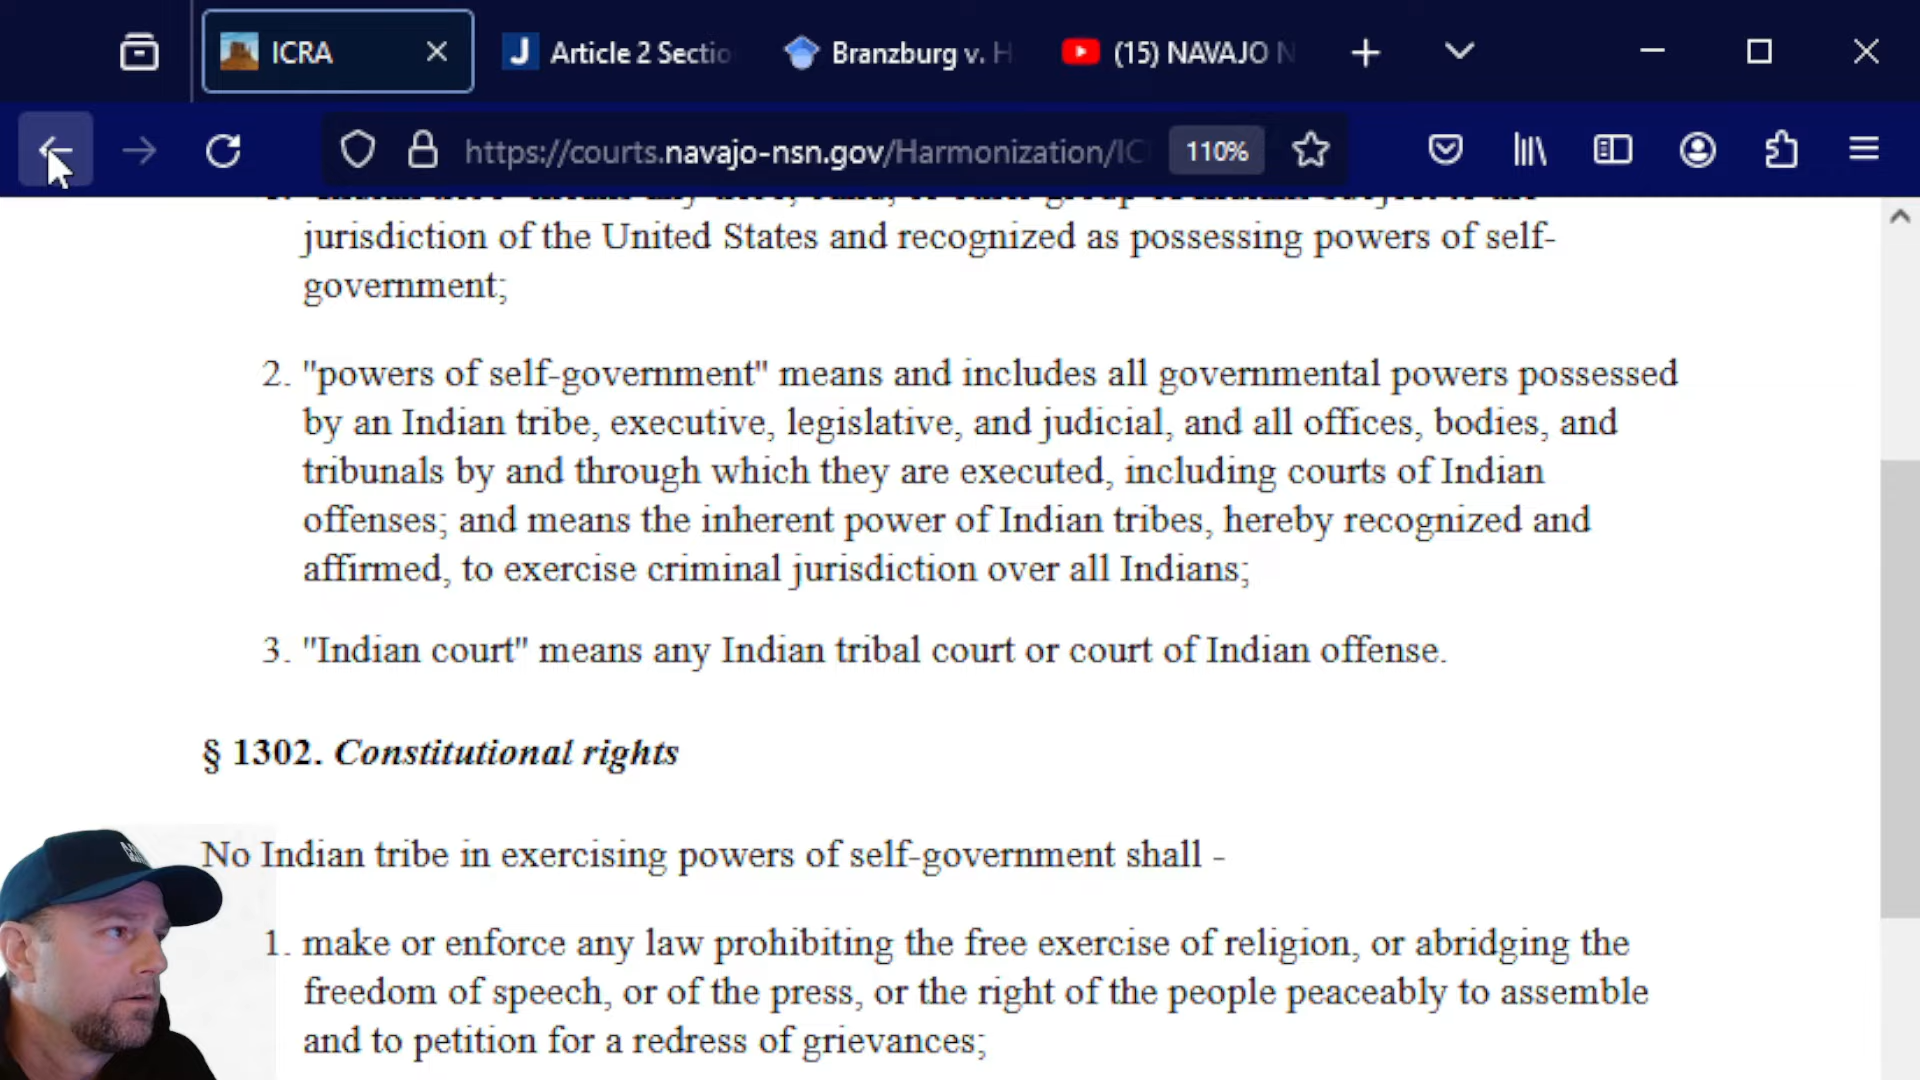 ICRA
Article 2 Sectio
Branzburg v. H
(15) NAVAJO N
https://courts.navajo-nsn.gov/Harmonization/IC
110%
jurisdiction of the United States and recognized as possessing powers of self-
government;
2. "powers of self-government" means and includes all governmental powers possessed
by an Indian tribe, executive, legislative, and judicial, and all offices, bodies, and
tribunals by and through which they are executed, including courts of Indian
offenses; and means the inherent power of Indian tribes, hereby recognized and
affirmed, to exercise criminal jurisdiction over all Indians;
3. "Indian court" means any Indian tribal court or court of Indian offense.
§ 1302. Constitutional rights
No Indian tribe in exercising powers of self-government shall -
1. make or enforce any law prohibiting the free exercise of religion, or abridging the
freedom of speech, or of the press, or the right of the people peaceably to assemble
and to petition for a redress of grievances;